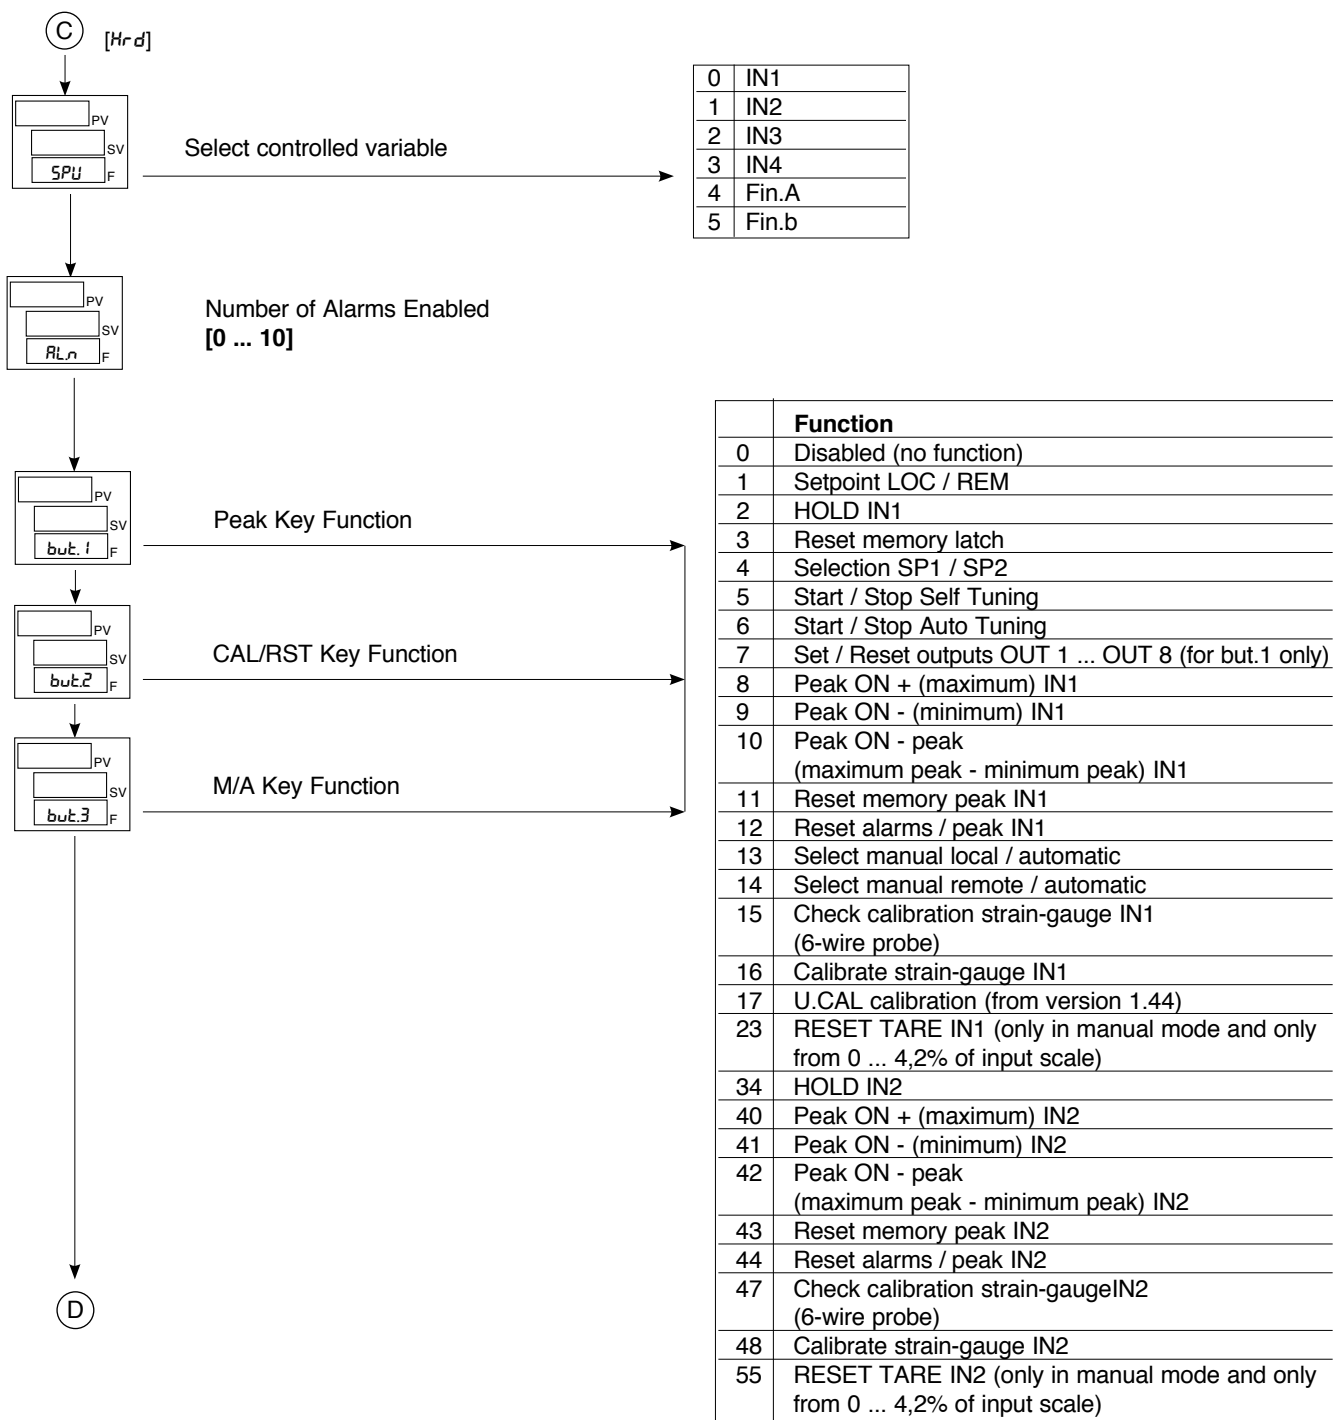 C [Hrd]
PV
SV
SPU F
Select controlled variable
0 IN1
1 IN2
2 IN3
3 IN4
4 Fin.A
5 Fin.b
PV
SV
AL.n F
Number of Alarms Enabled
[0 ... 10]
PV
SV
but.1 F
Peak Key Function
PV
SV
but.2 F
CAL/RST Key Function
PV
SV
but.3 F
M/A Key Function
D
Function
0 Disabled (no function)
1 Setpoint LOC / REM
2 HOLD IN1
3 Reset memory latch
4 Selection SP1 / SP2
5 Start / Stop Self Tuning
6 Start / Stop Auto Tuning
7 Set / Reset outputs OUT 1 ... OUT 8 (for but.1 only)
8 Peak ON + (maximum) IN1
9 Peak ON - (minimum) IN1
10 Peak ON - peak
(maximum peak - minimum peak) IN1
11 Reset memory peak IN1
12 Reset alarms / peak IN1
13 Select manual local / automatic
14 Select manual remote / automatic
15 Check calibration strain-gauge IN1
(6-wire probe)
16 Calibrate strain-gauge IN1
17 U.CAL calibration (from version 1.44)
23 RESET TARE IN1 (only in manual mode and only
from 0 ... 4,2% of input scale)
34 HOLD IN2
40 Peak ON + (maximum) IN2
41 Peak ON - (minimum) IN2
42 Peak ON - peak
(maximum peak - minimum peak) IN2
43 Reset memory peak IN2
44 Reset alarms / peak IN2
47 Check calibration strain-gaugeIN2
(6-wire probe)
48 Calibrate strain-gauge IN2
55 RESET TARE IN2 (only in manual mode and only
from 0 ... 4,2% of input scale)